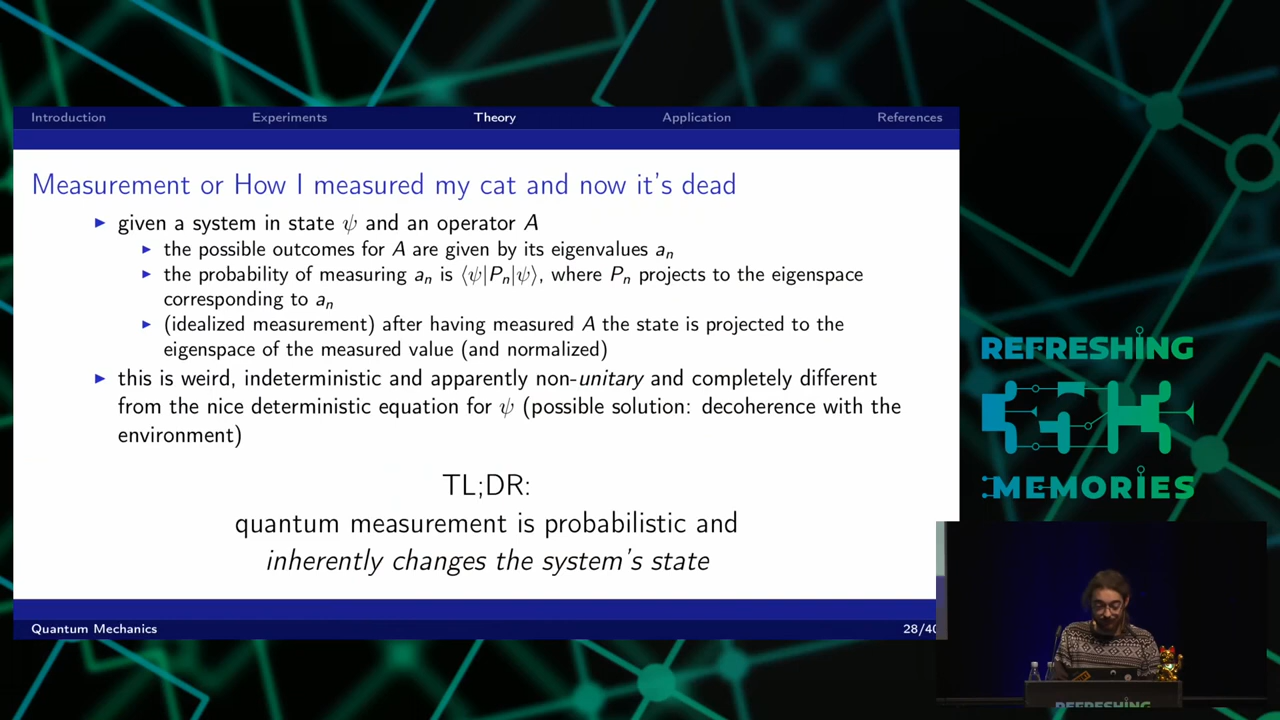 Introduction Experiments Theory Application References
Measurement or How I measured my cat and now it's dead
▶ given a system in state ψ and an operator A
▶ the possible outcomes for A are given by its eigenvalues aₙ
▶ the probability of measuring aₙ is ⟨ψ|Pₙ|ψ⟩, where Pₙ projects to the eigenspace
corresponding to aₙ
▶ (idealized measurement) after having measured A the state is projected to the
eigenspace of the measured value (and normalized)
▶ this is weird, indeterministic and apparently non-unitary and completely different
from the nice deterministic equation for ψ (possible solution: decoherence with the
environment)
TL;DR:
quantum measurement is probabilistic and
inherently changes the system's state
Quantum Mechanics 28/40
REFRESHING
MEMORIES
REFRESHING